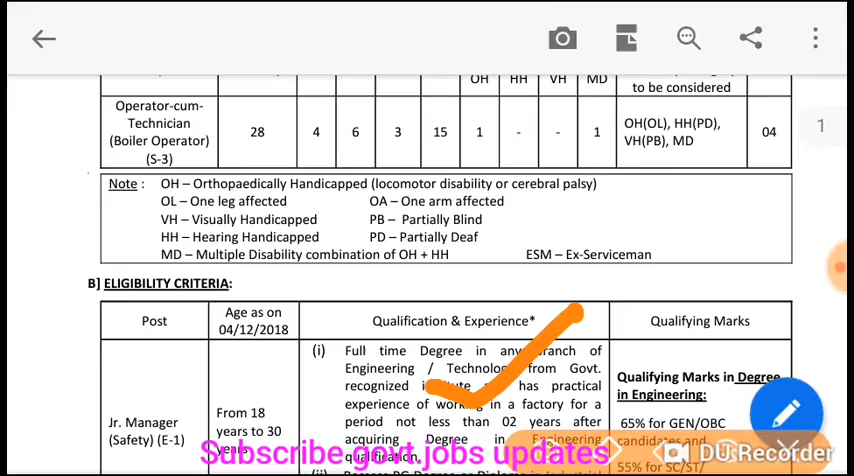 OH HH VH MD
to be considered
1
Operator-cum-
Technician
(Boiler Operator)
(S-3)
28 4 6 3 15 1 - - 1
OH(OL), HH(PD),
VH(PB), MD
04
Note : OH – Orthopaedically Handicapped (locomotor disability or cerebral palsy)
OL – One leg affected OA – One arm affected
VH – Visually Handicapped PB – Partially Blind
HH – Hearing Handicapped PD – Partially Deaf
MD – Multiple Disability combination of OH + HH ESM – Ex-Serviceman
B] ELIGIBILITY CRITERIA:
Post
Age as on
04/12/2018
Qualification & Experience*
Qualifying Marks
Jr. Manager
(Safety) (E-1)
From 18
years to 30
years
(i) Full time Degree in any branch of
Engineering / Technology from Govt.
recognized has practical
experience of working in a factory for a
period not less than 02 years after
acquiring Degree in Engineering
qualification.
(ii)
Qualifying Marks in Degree
in Engineering:
65% for GEN/OBC
candidates and
55% for SC/ST/
Subscribe govt.jobs updates
DU Recorder